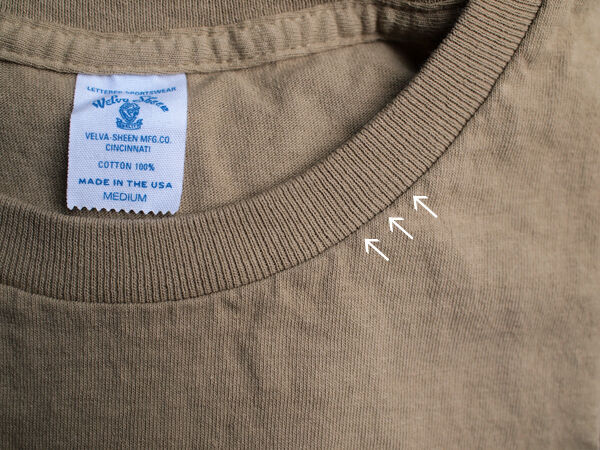 LETTERED SPORTSWEAR
Velva Sheen
VELVA-SHEEN MFG.CO.
CINCINNATI
COTTON 100%
MADE IN THE USA
MEDIUM